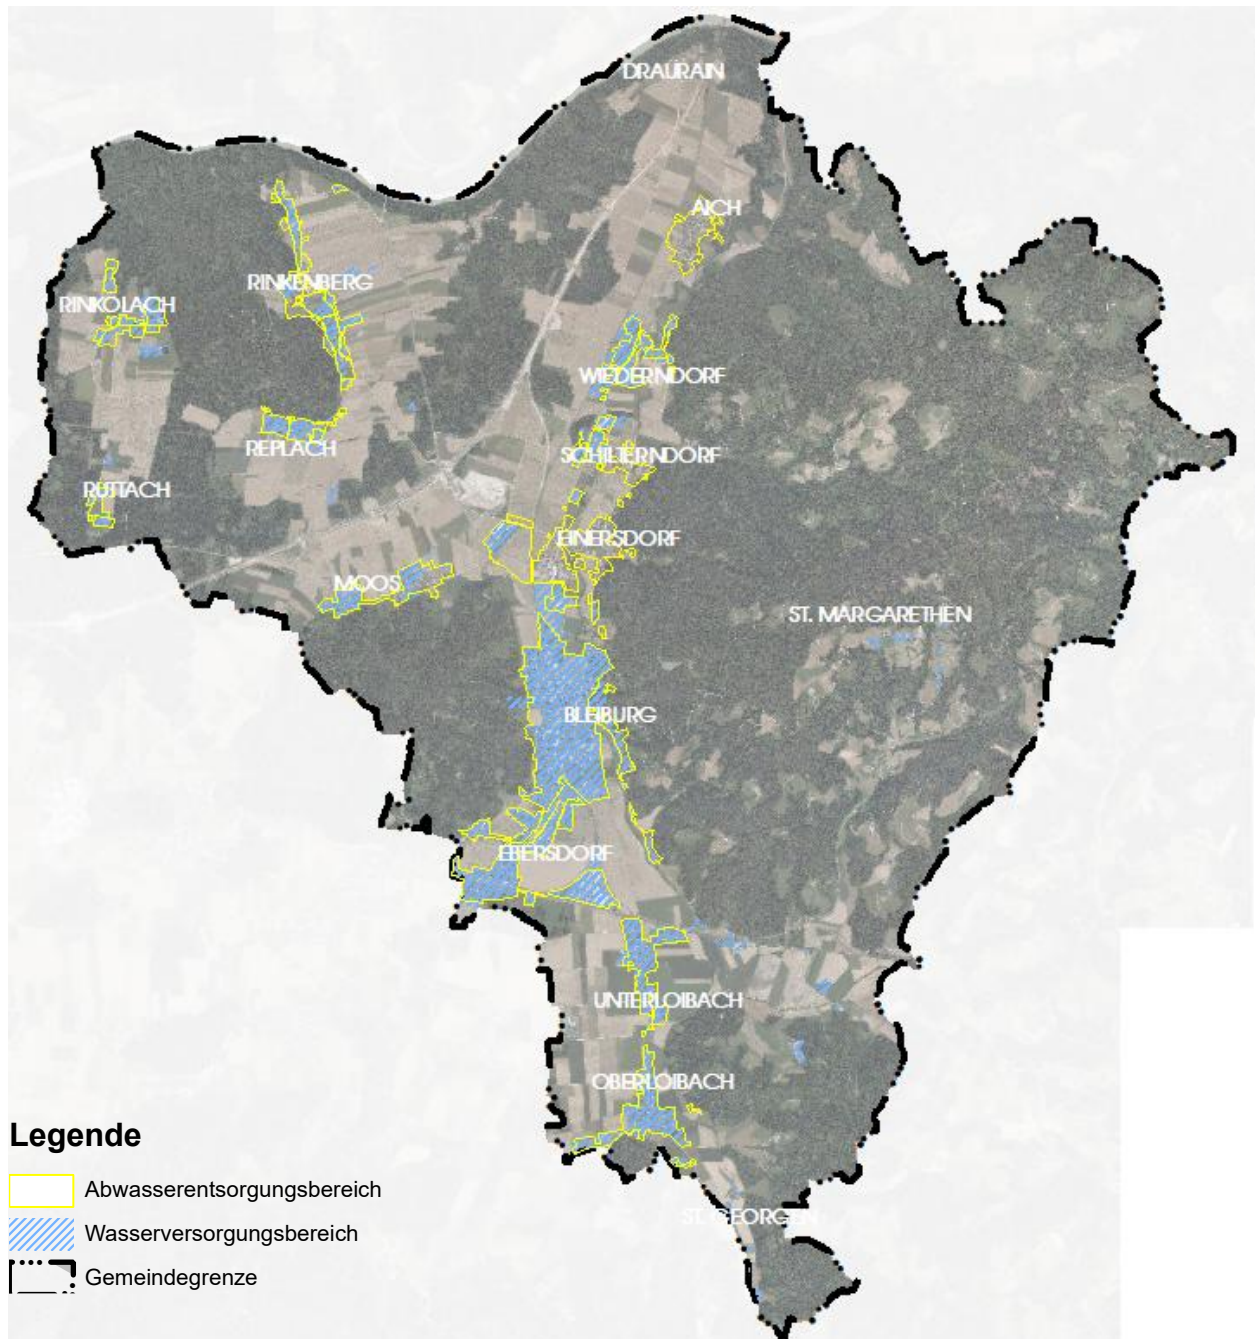 DRAURAIN
AICH
RINKENBERG
RINKOLACH
WIEDERNDORF
REPLACH
SCHILTERNDORF
RUTTACH
EINERSDORF
MOOS
ST. MARGARETHEN
BLEIBURG
EBERSDORF
UNTERLOIBACH
OBERLOIBACH
ST. GEORGEN
Legende
Abwasserentsorgungsbereich
Wasserversorgungsbereich
Gemeindegrenze